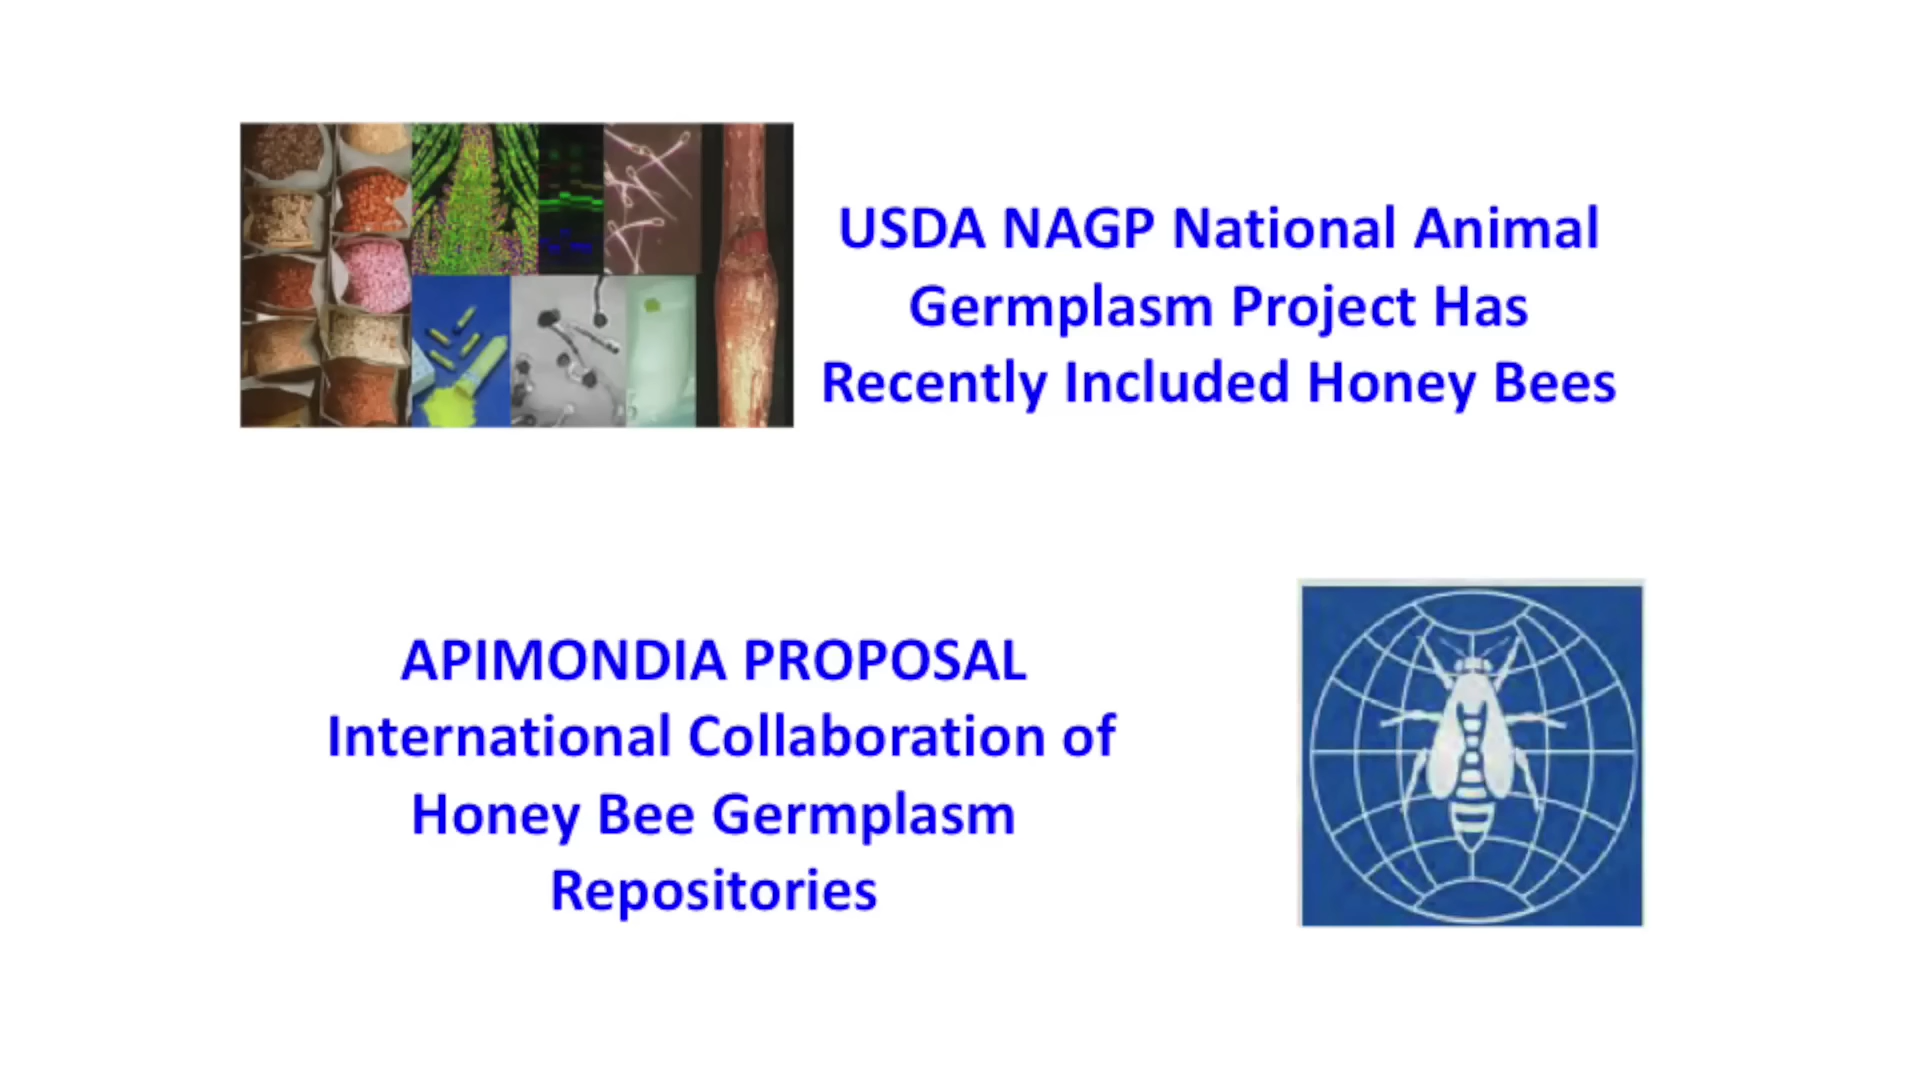 USDA NAGP National Animal
Germplasm Project Has
Recently Included Honey Bees
APIMONDIA PROPOSAL
International Collaboration of
Honey Bee Germplasm
Repositories